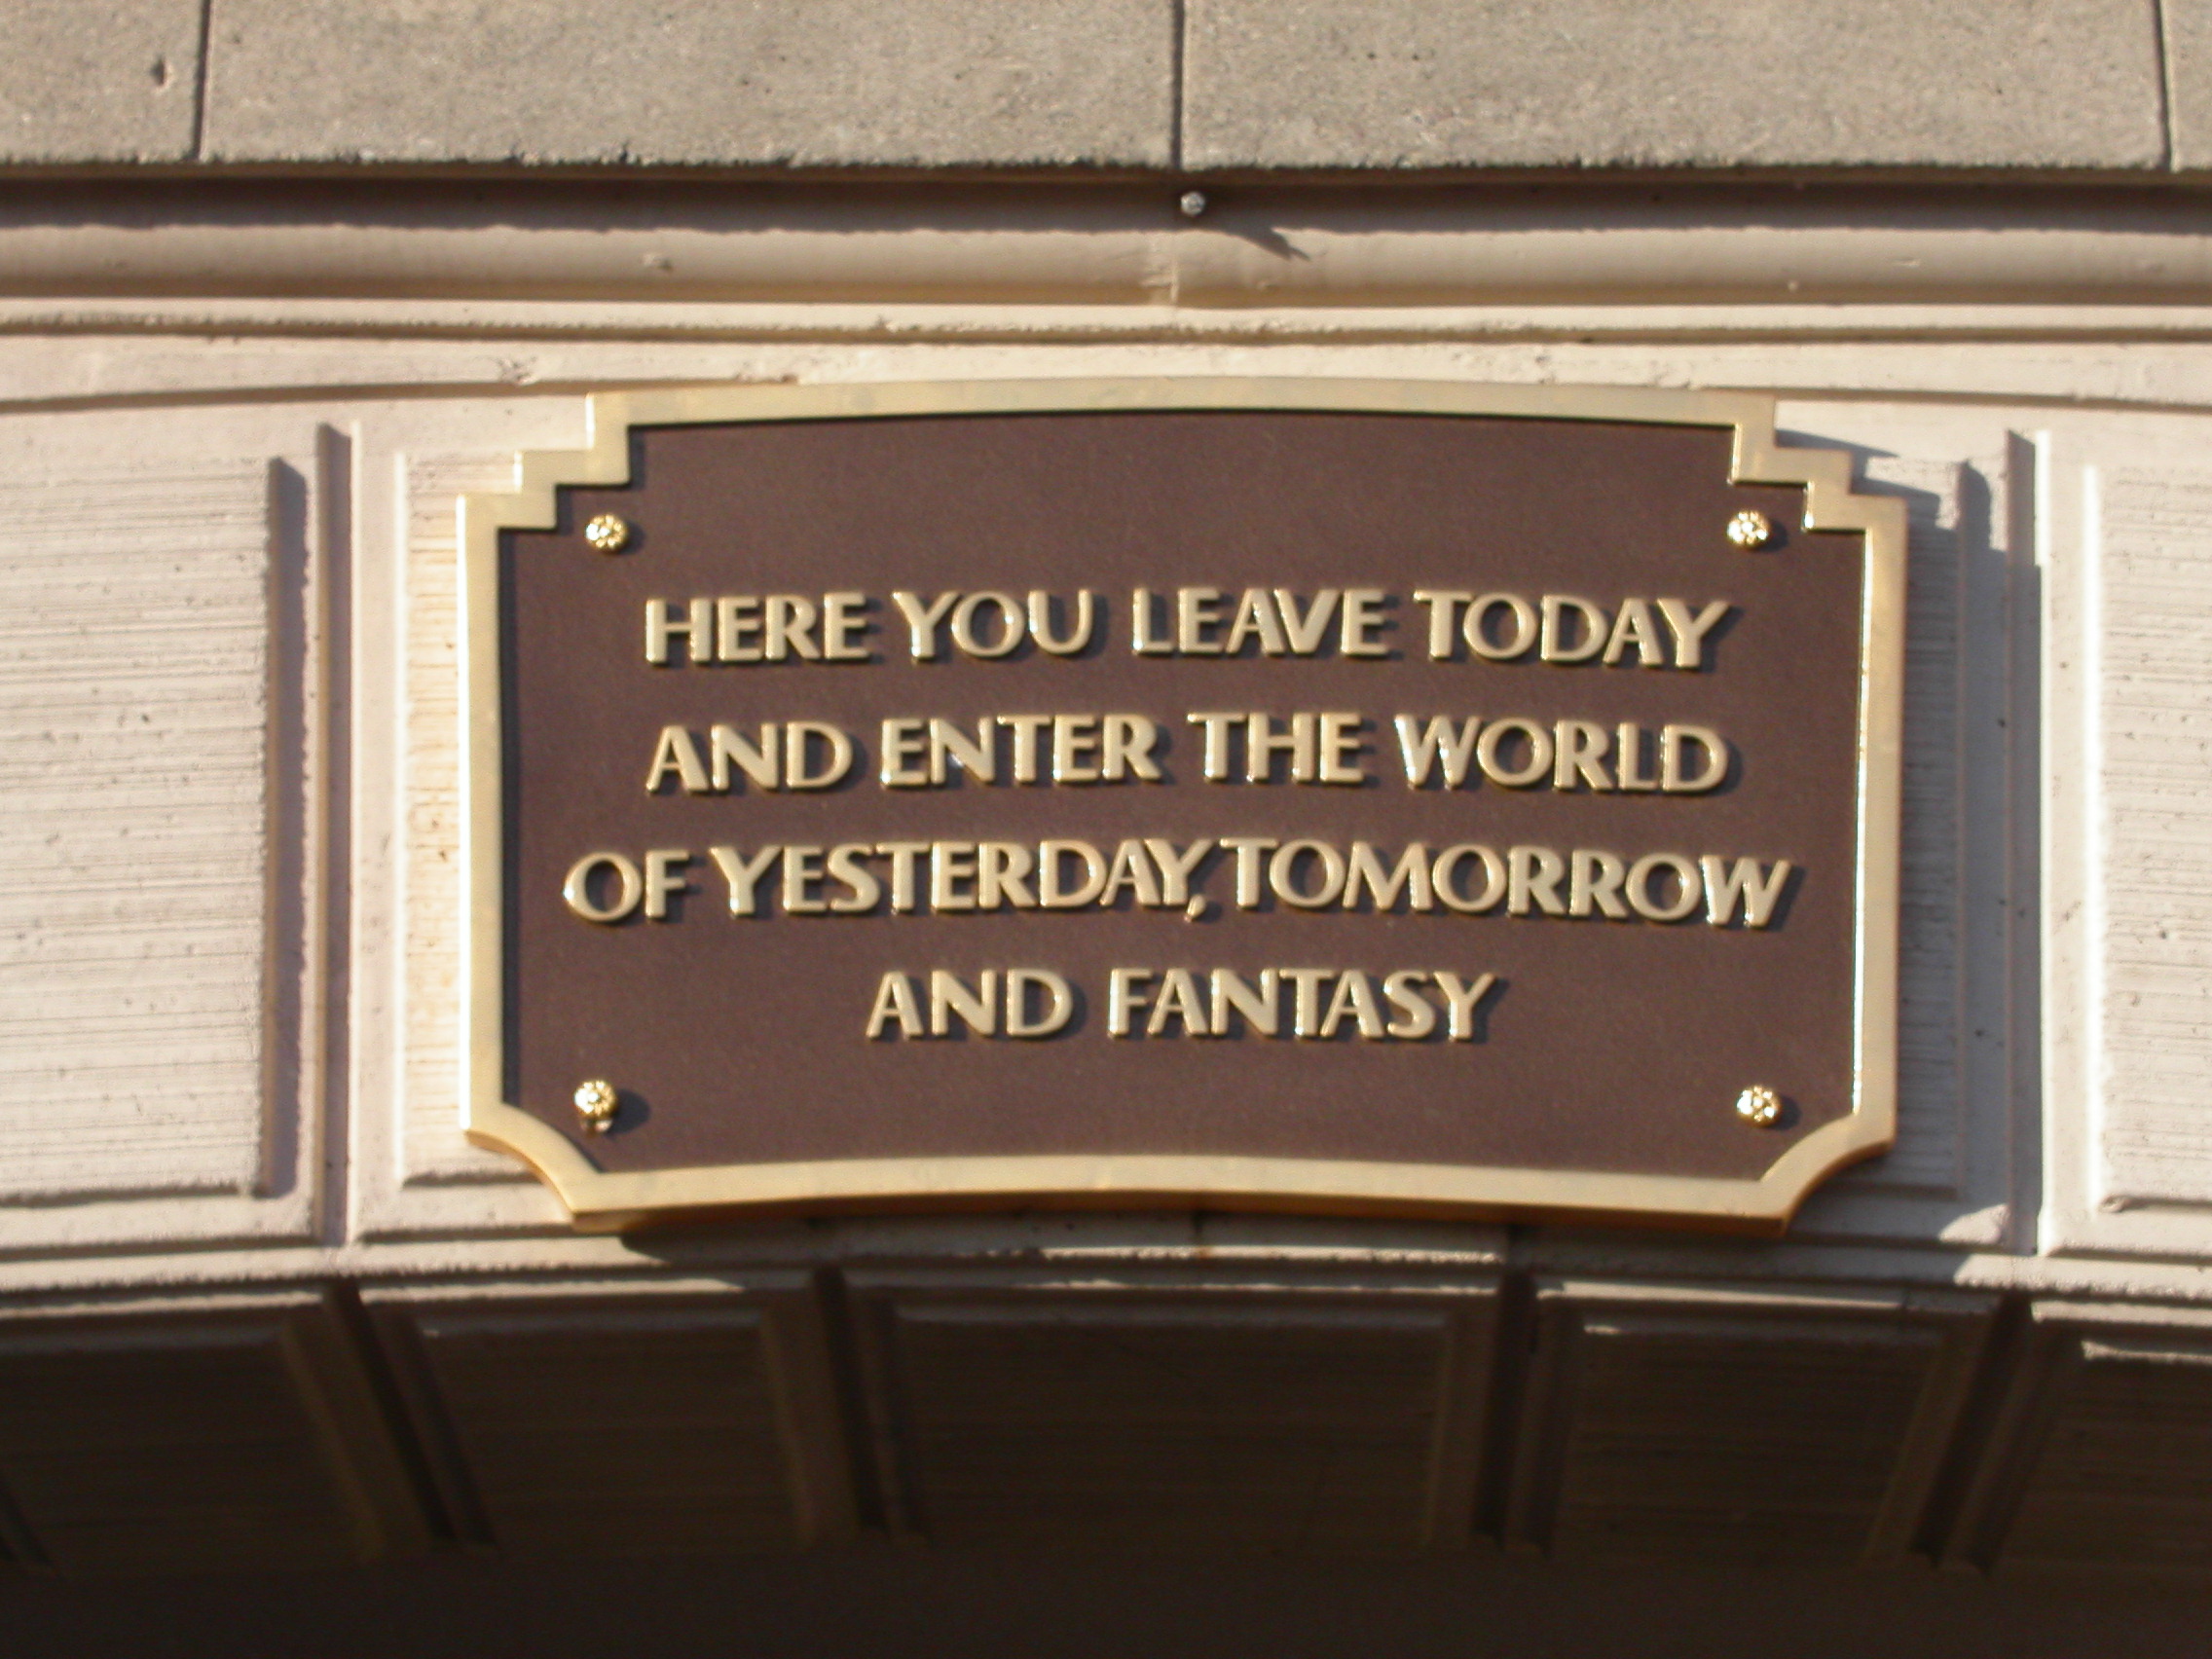 HERE YOU LEAVE TODAY
AND ENTER THE WORLD
OF YESTERDAY, TOMORROW
AND FANTASY